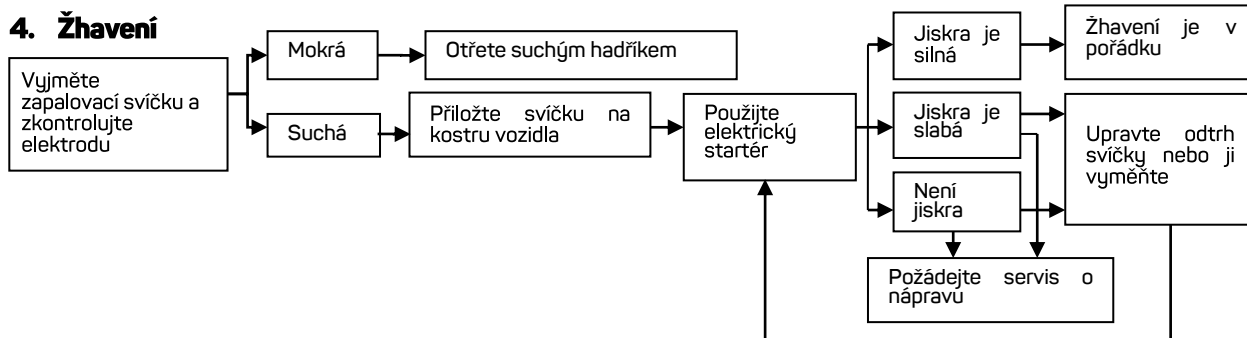 4. Žhavení
Vyjměte
zapalovací svíčku a
zkontrolujte
elektrodu
Mokrá
Otřete suchým hadříkem
Suchá
Přiložte svíčku na
kostru vozidla
Použijte
elektrický
startér
Jiskra je
silná
Žhavení je v
pořádku
Jiskra je
slabá
Upravte odtrh
svíčky nebo ji
vyměňte
Není
jiskra
Požádejte servis o
nápravu